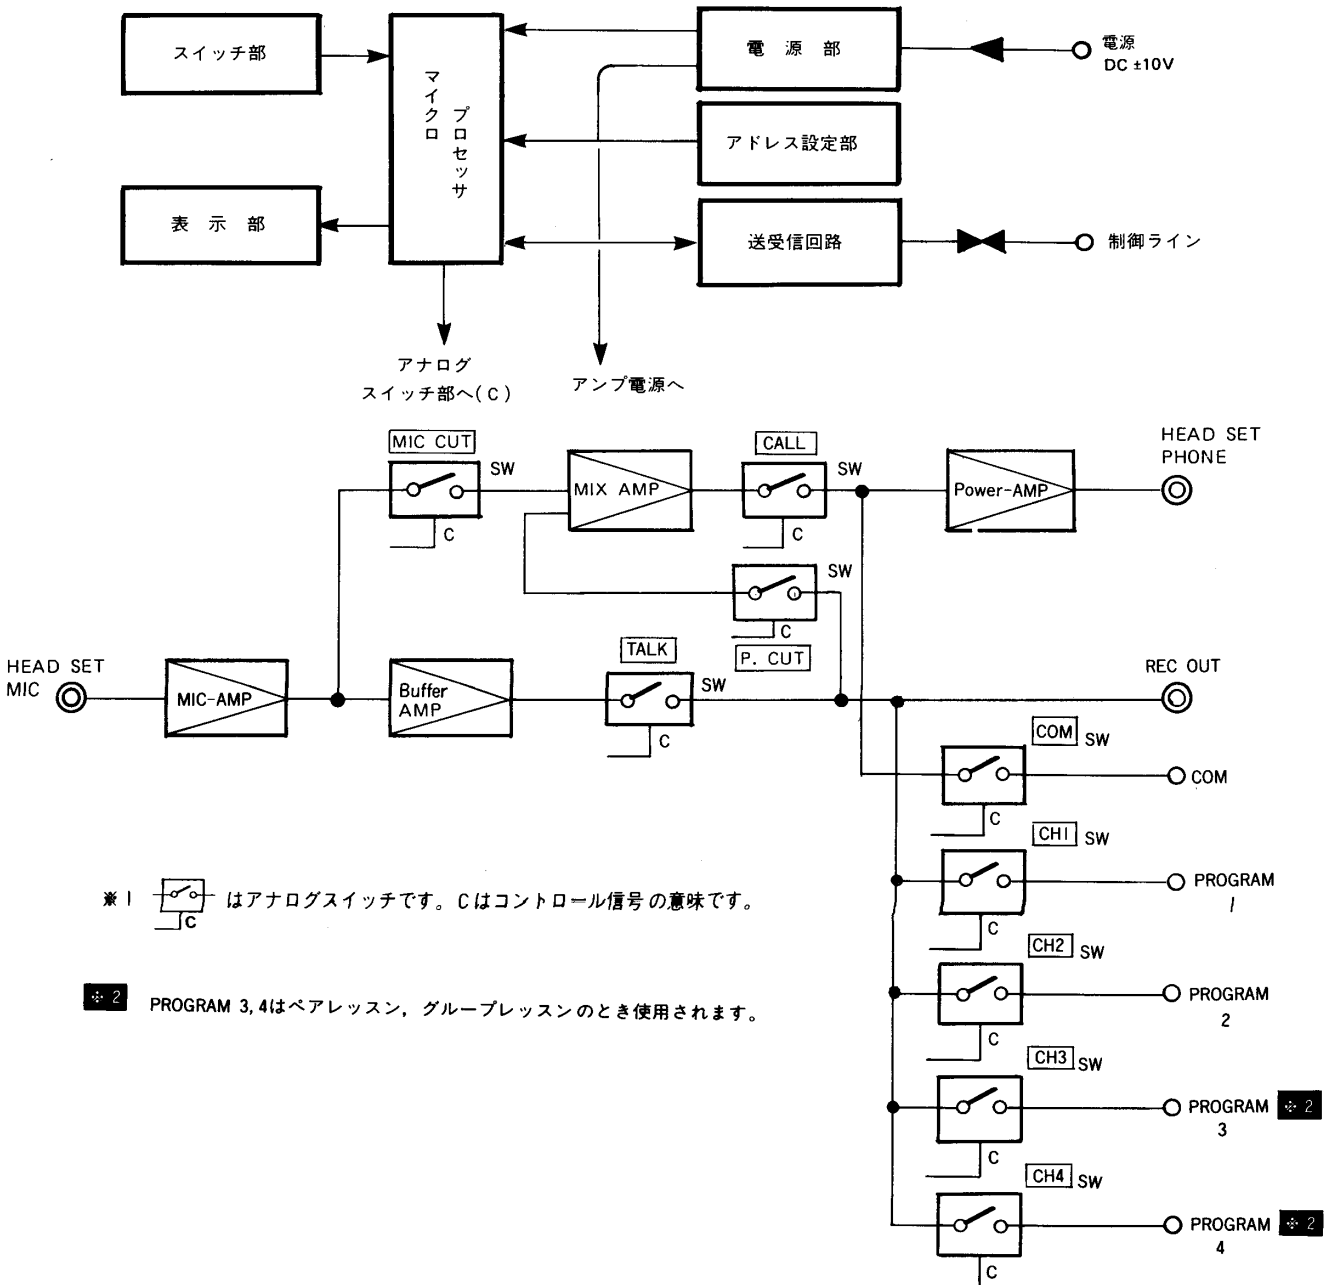 スイッチ部
マイクロ
プロセッサ
電源部
電源
DC ±10V
アドレス設定部
表示部
送受信回路
制御ライン
アナログ
スイッチ部へ(C)
アンプ電源へ
MIC CUT
SW
C
MIX AMP
CALL
SW
C
Power-AMP
HEAD SET
PHONE
SW
C
P. CUT
HEAD SET
MIC
MIC-AMP
Buffer
AMP
TALK
SW
C
REC OUT
COM
SW
C
COM
CH1
SW
C
PROGRAM
1
※1
C
はアナログスイッチです。Cはコントロール信号の意味です。
CH2
SW
C
PROGRAM
2
※2 PROGRAM 3,4はペアレッスン,グループレッスンのとき使用されます。
CH3
SW
C
PROGRAM ※2
3
CH4
SW
C
PROGRAM ※2
4